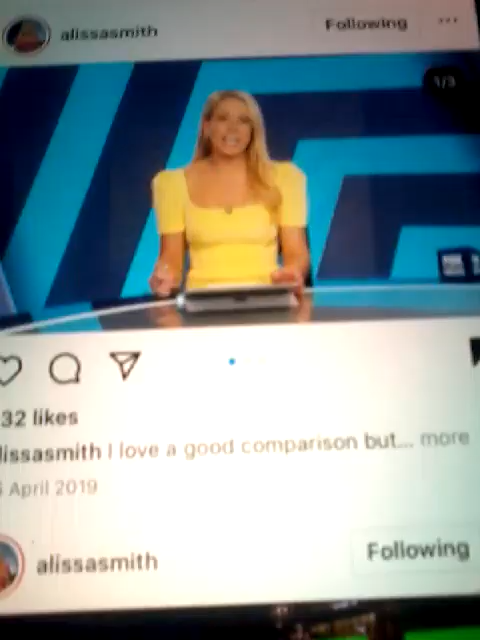 alissasmith Following ...
1/3
32 likes
lissasmith I love a good comparison but... more
April 2019
alissasmith Following